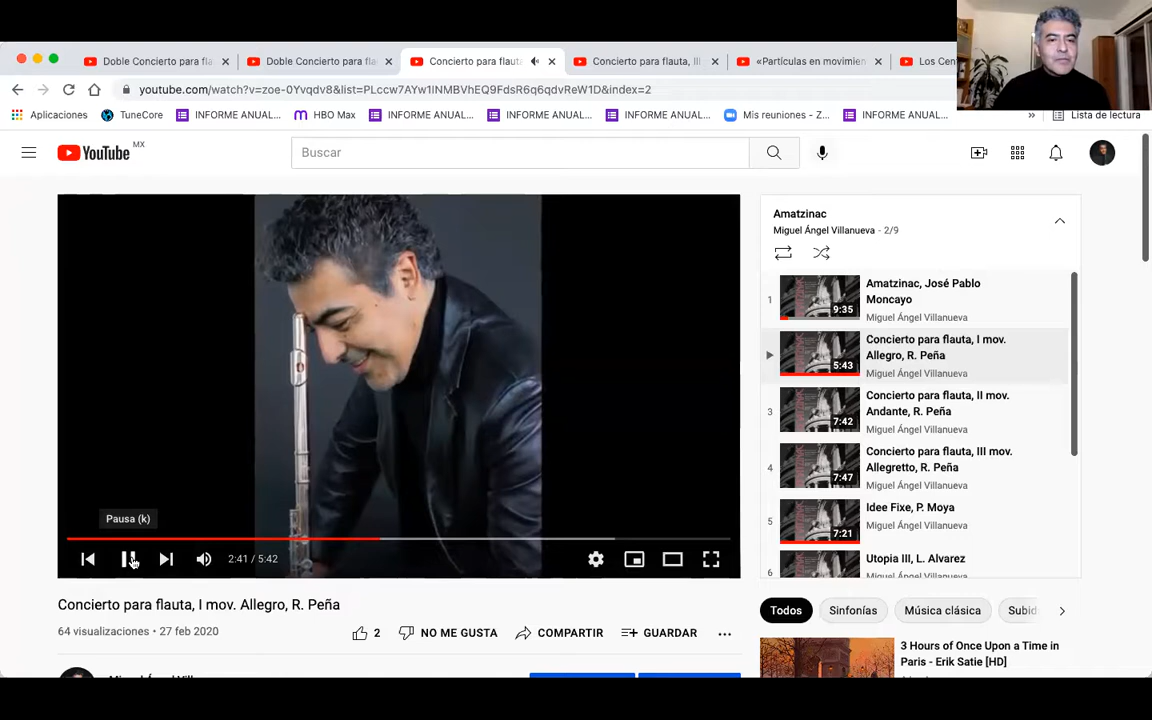 Doble Concierto para fla
Doble Concierto para fla
Concierto para flauta
Concierto para flauta, III
«Partículas en movimien
Los Cen
youtube.com/watch?v=zoe-0Yvqdv8&list=PLccw7AYw1lNMBVhEQ9FdsR6q6qdvReW1D&index=2
Aplicaciones
TuneCore
INFORME ANUAL...
HBO Max
INFORME ANUAL...
INFORME ANUAL...
Mis reuniones - Z...
INFORME ANUAL...
»
Lista de lectura
YouTube MX
Buscar
Amatzinac
Miguel Ángel Villanueva - 2/9
1
9:35
Amatzinac, José Pablo
Moncayo
Miguel Ángel Villanueva
5:43
Concierto para flauta, I mov.
Allegro, R. Peña
Miguel Ángel Villanueva
3
7:42
Concierto para flauta, II mov.
Andante, R. Peña
Miguel Ángel Villanueva
4
7:47
Concierto para flauta, III mov.
Allegretto, R. Peña
Miguel Ángel Villanueva
5
7:21
Idee Fixe, P. Moya
Miguel Ángel Villanueva
6
Utopia III, L. Alvarez
Miguel Ángel Villanueva
Pausa (k)
2:41 / 5:42
Concierto para flauta, I mov. Allegro, R. Peña
64 visualizaciones • 27 feb 2020
2
NO ME GUSTA
COMPARTIR
GUARDAR
Todos
Sinfonías
Música clásica
Subid
3 Hours of Once Upon a Time in
Paris - Erik Satie [HD]